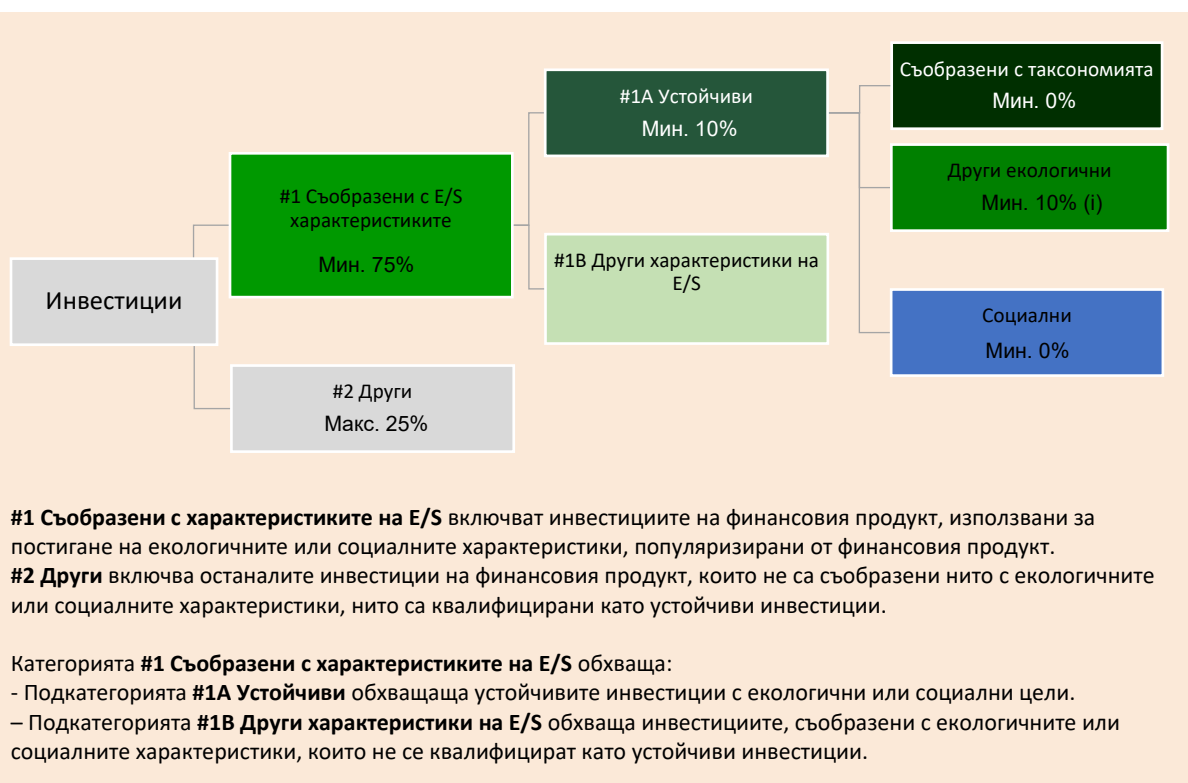 Инвестиции
#1 Съобразени с E/S
характеристиките
Мин. 75%
#2 Други
Макс. 25%
#1A Устойчиви
Мин. 10%
#1B Други характеристики на
E/S
Съобразени с таксономията
Мин. 0%
Други екологични
Мин. 10% (i)
Социални
Мин. 0%
#1 Съобразени с характеристиките на E/S включват инвестициите на финансовия продукт, използвани за
постигане на екологичните или социалните характеристики, популяризирани от финансовия продукт.
#2 Други включва останалите инвестиции на финансовия продукт, които не са съобразени нито с екологичните
или социалните характеристики, нито са квалифицирани като устойчиви инвестиции.
Категорията #1 Съобразени с характеристиките на E/S обхваща:
- Подкатегорията #1A Устойчиви обхващаща устойчивите инвестиции с екологични или социални цели.
– Подкатегорията #1B Други характеристики на E/S обхваща инвестициите, съобразени с екологичните или
социалните характеристики, които не се квалифицират като устойчиви инвестиции.